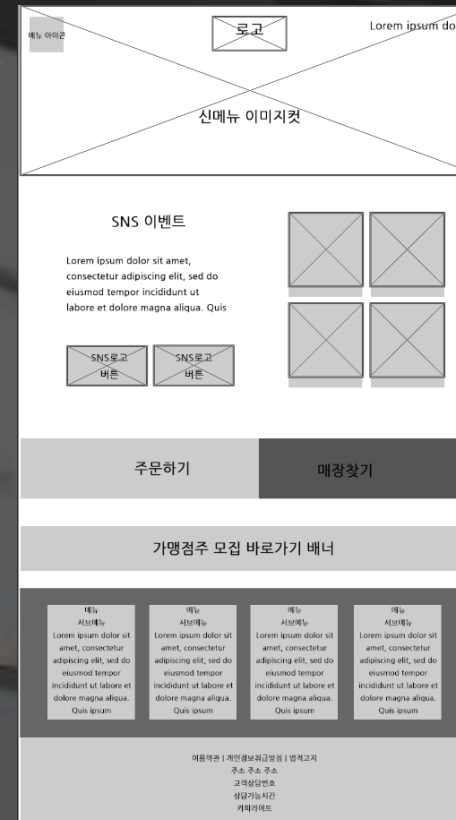 메뉴 아이콘
로고
Lorem ipsum do
신메뉴 이미지컷
SNS 이벤트
Lorem ipsum dolor sit amet,
consectetur adipiscing elit, sed do
eiusmod tempor incididunt ut
labore et dolore magna aliqua. Quis
SNS로고
버튼
SNS로고
버튼
주문하기
매장찾기
가맹점주 모집 바로가기 배너
메뉴
서브메뉴
Lorem ipsum dolor sit
amet, consectetur
adipiscing elit, sed do
eiusmod tempor
incididunt ut labore et
dolore magna aliqua.
Quis ipsum
메뉴
서브메뉴
Lorem ipsum dolor sit
amet, consectetur
adipiscing elit, sed do
eiusmod tempor
incididunt ut labore et
dolore magna aliqua.
Quis ipsum
메뉴
서브메뉴
Lorem ipsum dolor sit
amet, consectetur
adipiscing elit, sed do
eiusmod tempor
incididunt ut labore et
dolore magna aliqua.
Quis ipsum
메뉴
서브메뉴
Lorem ipsum dolor sit
amet, consectetur
adipiscing elit, sed do
eiusmod tempor
incididunt ut labore et
dolore magna aliqua.
Quis ipsum
이용약관 | 개인정보취급방침 | 법적고지
주소 주소 주소
고객상담번호
상담가능시간
카피라이트